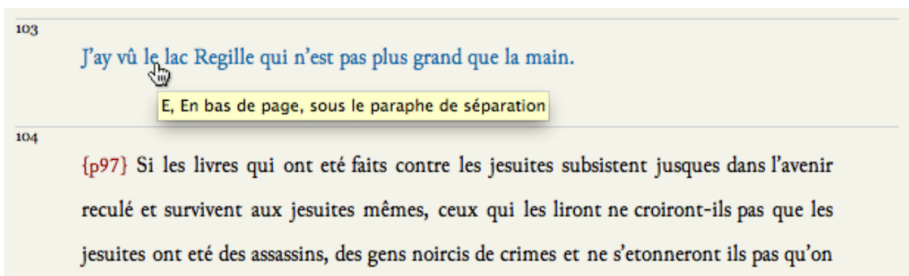 103
J’ay vû le lac Regille qui n’est pas plus grand que la main.
E, En bas de page, sous le paraphe de séparation
104
{p97} Si les livres qui ont eté faits contre les jesuites subsistent jusques dans l’avenir
reculé et survivent aux jesuites mêmes, ceux qui les liront ne croiront-ils pas que les
jesuites ont eté des assassins, des gens noircis de crimes et ne s’etonneront ils pas qu’on